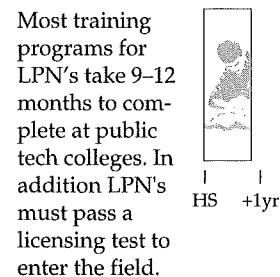 Most training
programs for
LPN's take 9–12
months to com-
plete at public
tech colleges. In
addition LPN's
must pass a
licensing test to
enter the field.
HS +1yr